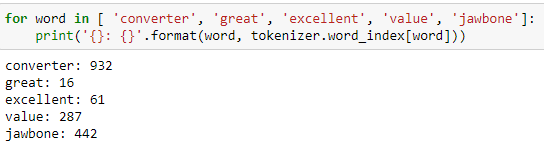 for word in [ 'converter', 'great', 'excellent', 'value', 'jawbone']:
    print('{}: {}'.format(word, tokenizer.word_index[word]))
converter: 932
great: 16
excellent: 61
value: 287
jawbone: 442